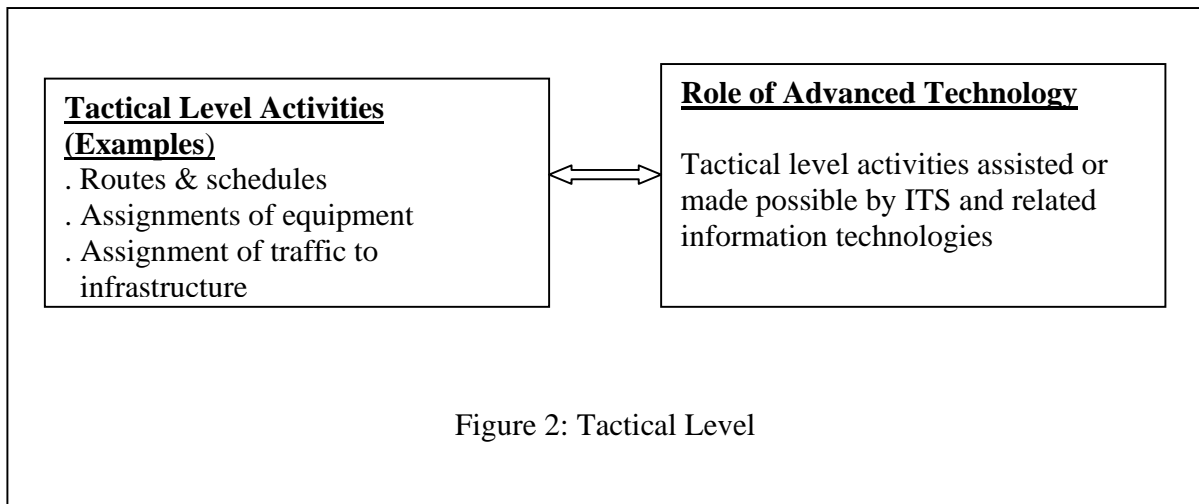 Tactical Level Activities
(Examples)
. Routes & schedules
. Assignments of equipment
. Assignment of traffic to
infrastructure
Role of Advanced Technology
Tactical level activities assisted or
made possible by ITS and related
information technologies
Figure 2: Tactical Level